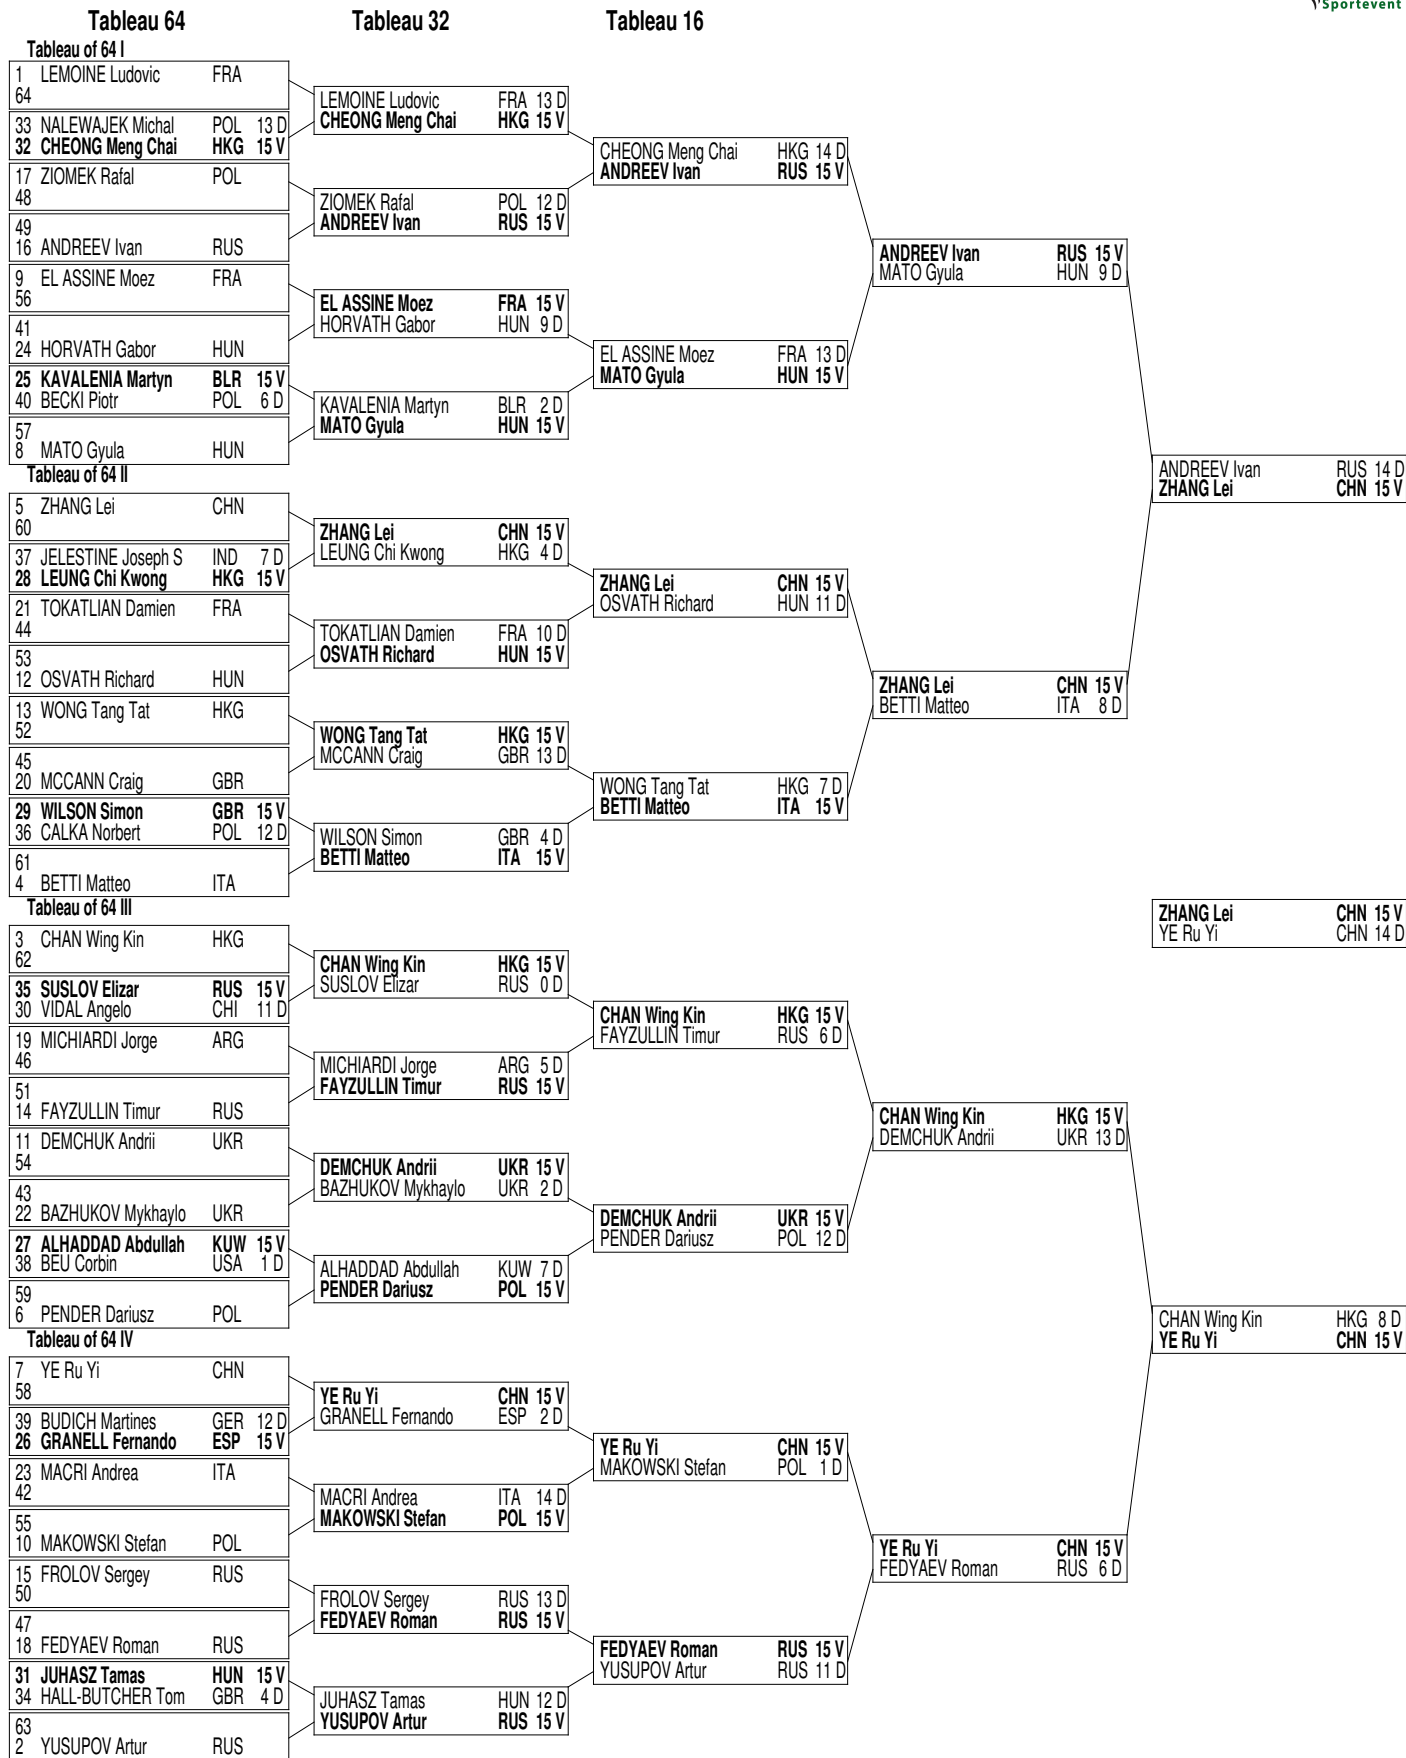 Sportevent
Tableau 64
Tableau of 64 I
1 LEMOINE Ludovic FRA
64
33 NALEWAJEK Michal POL 13 D
32 CHEONG Meng Chai HKG 15 V
17 ZIOMEK Rafal POL
48
49
16 ANDREEV Ivan RUS
9 EL ASSINE Moez FRA
56
41
24 HORVATH Gabor HUN
25 KAVALENIA Martyn BLR 15 V
40 BECKI Piotr POL 6 D
57
8 MATO Gyula HUN
Tableau of 64 II
5 ZHANG Lei CHN
60
37 JELESTINE Joseph S IND 7 D
28 LEUNG Chi Kwong HKG 15 V
21 TOKATLIAN Damien FRA
44
53
12 OSVATH Richard HUN
13 WONG Tang Tat HKG
52
45
20 MCCANN Craig GBR
29 WILSON Simon GBR 15 V
36 CALKA Norbert POL 12 D
61
4 BETTI Matteo ITA
Tableau of 64 III
3 CHAN Wing Kin HKG
62
35 SUSLOV Elizar RUS 15 V
30 VIDAL Angelo CHI 11 D
19 MICHIARDI Jorge ARG
46
51
14 FAYZULLIN Timur RUS
11 DEMCHUK Andrii UKR
54
43
22 BAZHUKOV Mykhaylo UKR
27 ALHADDAD Abdullah KUW 15 V
38 BEU Corbin USA 1 D
59
6 PENDER Dariusz POL
Tableau of 64 IV
7 YE Ru Yi CHN
58
39 BUDICH Martines GER 12 D
26 GRANELL Fernando ESP 15 V
23 MACRI Andrea ITA
42
55
10 MAKOWSKI Stefan POL
15 FROLOV Sergey RUS
50
47
18 FEDYAEV Roman RUS
31 JUHASZ Tamas HUN 15 V
34 HALL-BUTCHER Tom GBR 4 D
63
2 YUSUPOV Artur RUS
Tableau 32
LEMOINE Ludovic FRA 13 D
CHEONG Meng Chai HKG 15 V
ZIOMEK Rafal POL 12 D
ANDREEV Ivan RUS 15 V
EL ASSINE Moez FRA 15 V
HORVATH Gabor HUN 9 D
KAVALENIA Martyn BLR 2 D
MATO Gyula HUN 15 V
ZHANG Lei CHN 15 V
LEUNG Chi Kwong HKG 4 D
TOKATLIAN Damien FRA 10 D
OSVATH Richard HUN 15 V
WONG Tang Tat HKG 15 V
MCCANN Craig GBR 13 D
WILSON Simon GBR 4 D
BETTI Matteo ITA 15 V
CHAN Wing Kin HKG 15 V
SUSLOV Elizar RUS 0 D
MICHIARDI Jorge ARG 5 D
FAYZULLIN Timur RUS 15 V
DEMCHUK Andrii UKR 15 V
BAZHUKOV Mykhaylo UKR 2 D
ALHADDAD Abdullah KUW 7 D
PENDER Dariusz POL 15 V
YE Ru Yi CHN 15 V
GRANELL Fernando ESP 2 D
MACRI Andrea ITA 14 D
MAKOWSKI Stefan POL 15 V
FROLOV Sergey RUS 13 D
FEDYAEV Roman RUS 15 V
JUHASZ Tamas HUN 12 D
YUSUPOV Artur RUS 15 V
Tableau 16
CHEONG Meng Chai HKG 14 D
ANDREEV Ivan RUS 15 V
EL ASSINE Moez FRA 13 D
MATO Gyula HUN 15 V
ZHANG Lei CHN 15 V
OSVATH Richard HUN 11 D
WONG Tang Tat HKG 7 D
BETTI Matteo ITA 15 V
CHAN Wing Kin HKG 15 V
FAYZULLIN Timur RUS 6 D
DEMCHUK Andrii UKR 15 V
PENDER Dariusz POL 12 D
YE Ru Yi CHN 15 V
MAKOWSKI Stefan POL 1 D
FEDYAEV Roman RUS 15 V
YUSUPOV Artur RUS 11 D
ANDREEV Ivan RUS 15 V
MATO Gyula HUN 9 D
ZHANG Lei CHN 15 V
BETTI Matteo ITA 8 D
CHAN Wing Kin HKG 15 V
DEMCHUK Andrii UKR 13 D
YE Ru Yi CHN 15 V
FEDYAEV Roman RUS 6 D
ANDREEV Ivan RUS 14 D
ZHANG Lei CHN 15 V
ZHANG Lei CHN 15 V
YE Ru Yi CHN 14 D
CHAN Wing Kin HKG 8 D
YE Ru Yi CHN 15 V